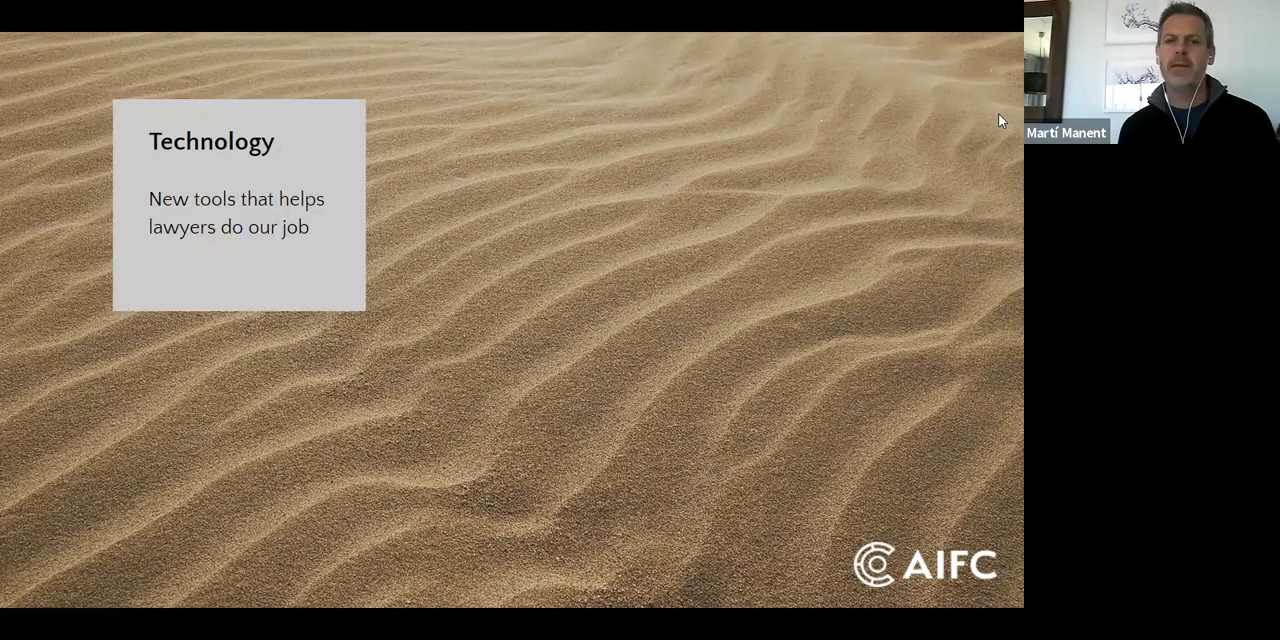 Technology
New tools that helps
lawyers do our job
Martí Manent
AIFC